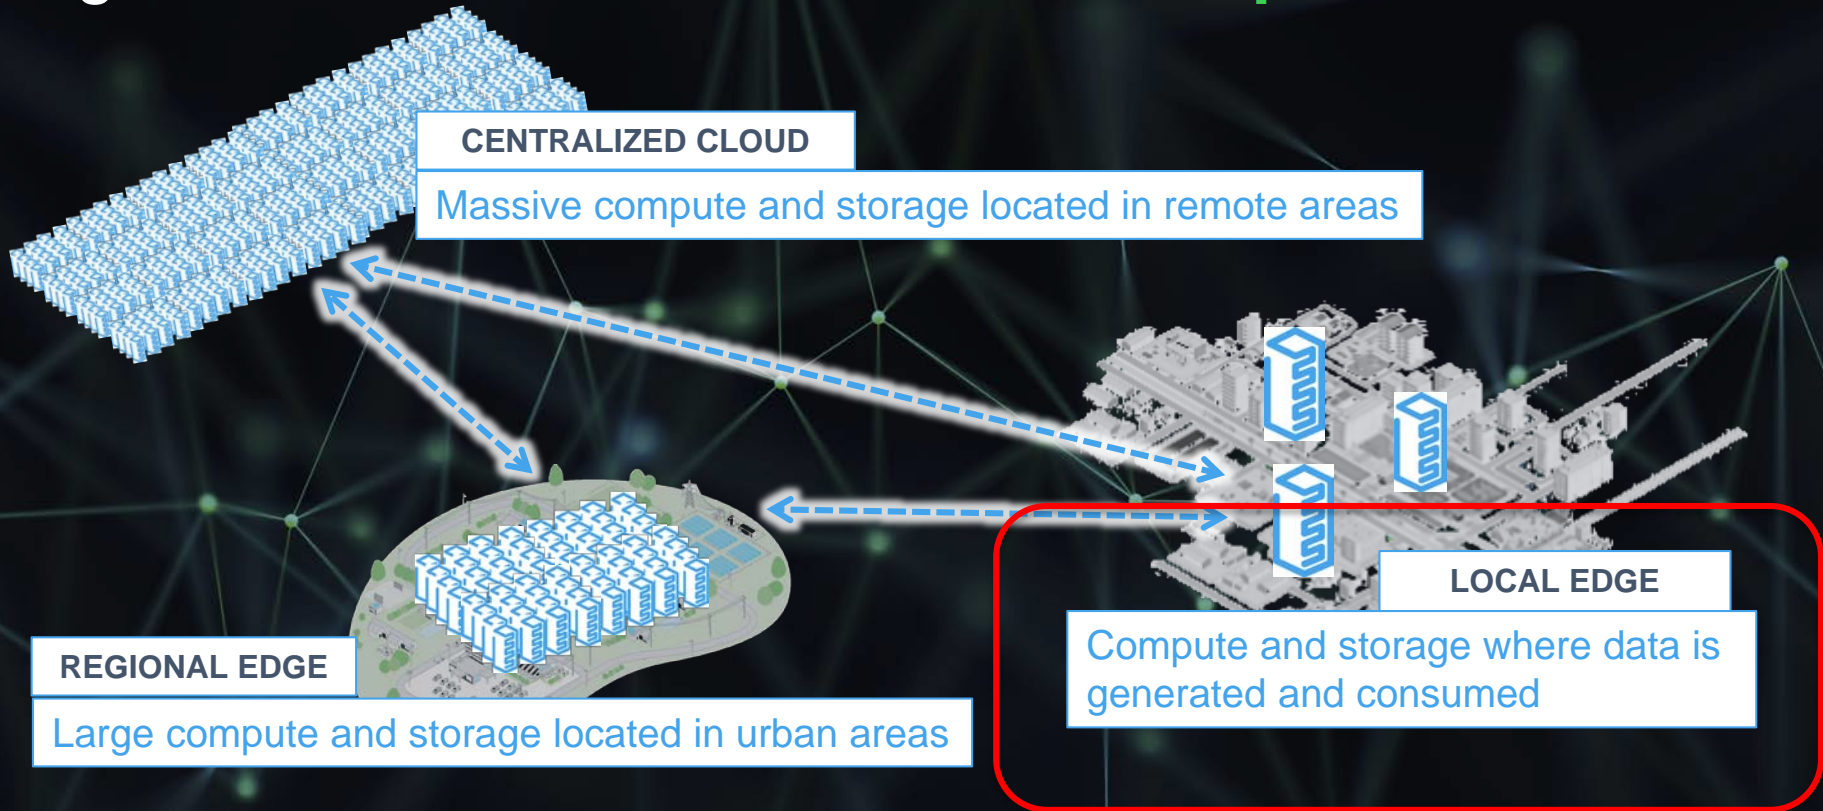 CENTRALIZED CLOUD
Massive compute and storage located in remote areas
LOCAL EDGE
Compute and storage where data is
generated and consumed
REGIONAL EDGE
Large compute and storage located in urban areas